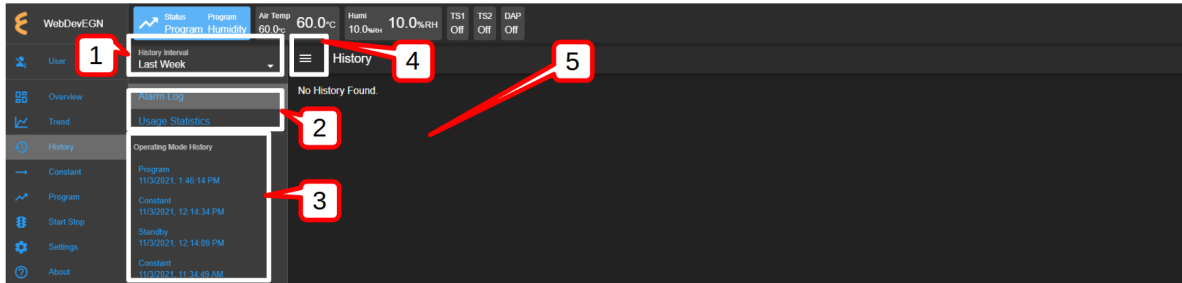 WebDevEGN
Status Program
Program Humidity
Air Temp
60.0°C
60.0°C
Humi
10.0%RH
10.0%RH
TS1 TS2 DAP
Off Off Off
User
1
History Interval
Last Week
History
4
5
Overview
Alarm Log
No History Found.
Trend
Usage Statistics
2
History
Operating Mode History
Constant
Program
11/3/2021, 1:46:14 PM
Program
Constant
11/3/2021, 12:14:34 PM
3
Start Stop
Standby
11/3/2021, 12:14:09 PM
Settings
Constant
11/3/2021, 11:34:49 AM
About